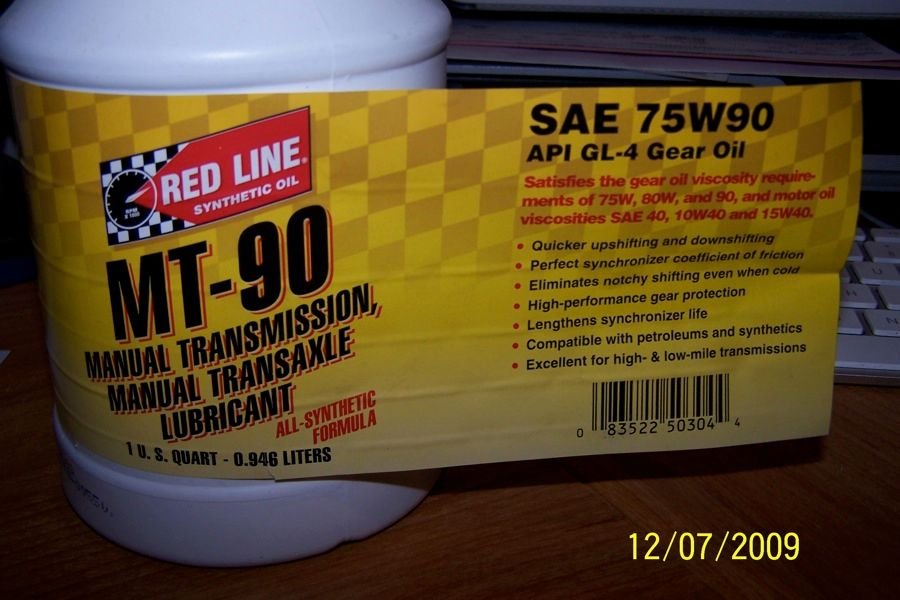 RED LINE®
SYNTHETIC OIL
RPM
X 1000
MT-90
MANUAL TRANSMISSION,
MANUAL TRANSAXLE
LUBRICANT
ALL-SYNTHETIC
FORMULA
1 U. S. QUART - 0.946 LITERS
SAE 75W90
API GL-4 Gear Oil
Satisfies the gear oil viscosity require-
ments of 75W, 80W, and 90, and motor oil
viscosities SAE 40, 10W40 and 15W40.
• Quicker upshifting and downshifting
• Perfect synchronizer coefficient of friction
• Eliminates notchy shifting even when cold
• High-performance gear protection
• Lengthens synchronizer life
• Compatible with petroleums and synthetics
• Excellent for high- & low-mile transmissions
0 83522 50304 4
12/07/2009